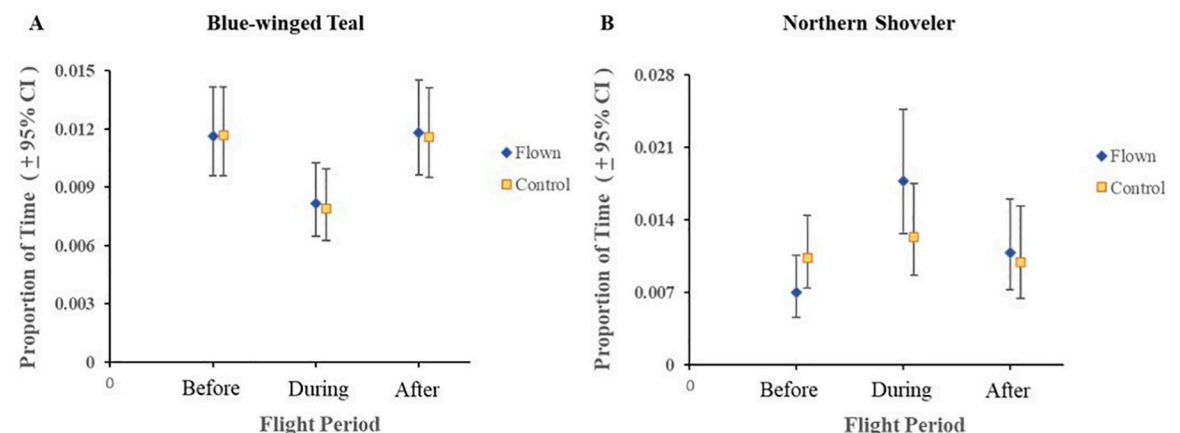 A
Blue-winged Teal
Proportion of Time ( ± 95% CI )
0.015
0.012
0.009
0.006
0.003
0
0
Before
During
After
Flight Period
Flown
Control
B
Northern Shoveler
Proportion of Time ( ± 95% CI )
0.028
0.021
0.014
0.007
0
0
Before
During
After
Flight Period
Flown
Control